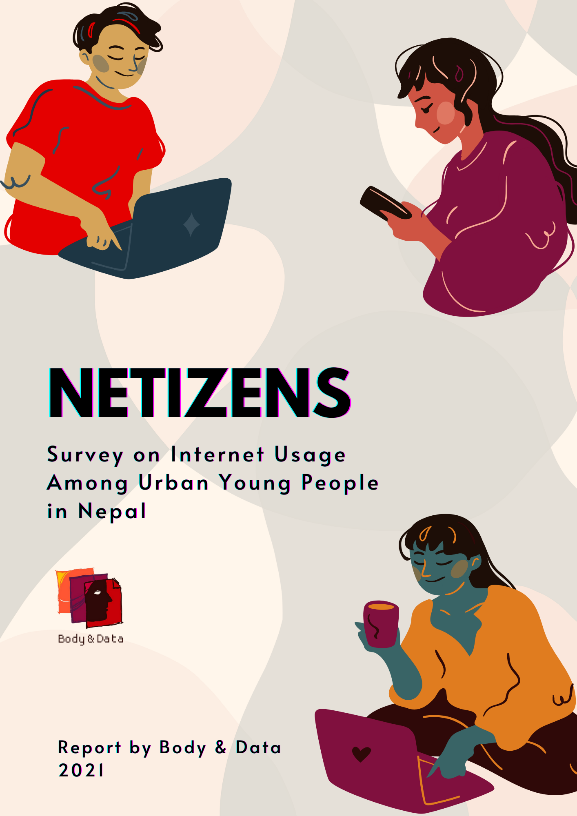 NETIZENS
Survey on Internet Usage
Among Urban Young People
in Nepal
Body & Data
Report by Body & Data
2021